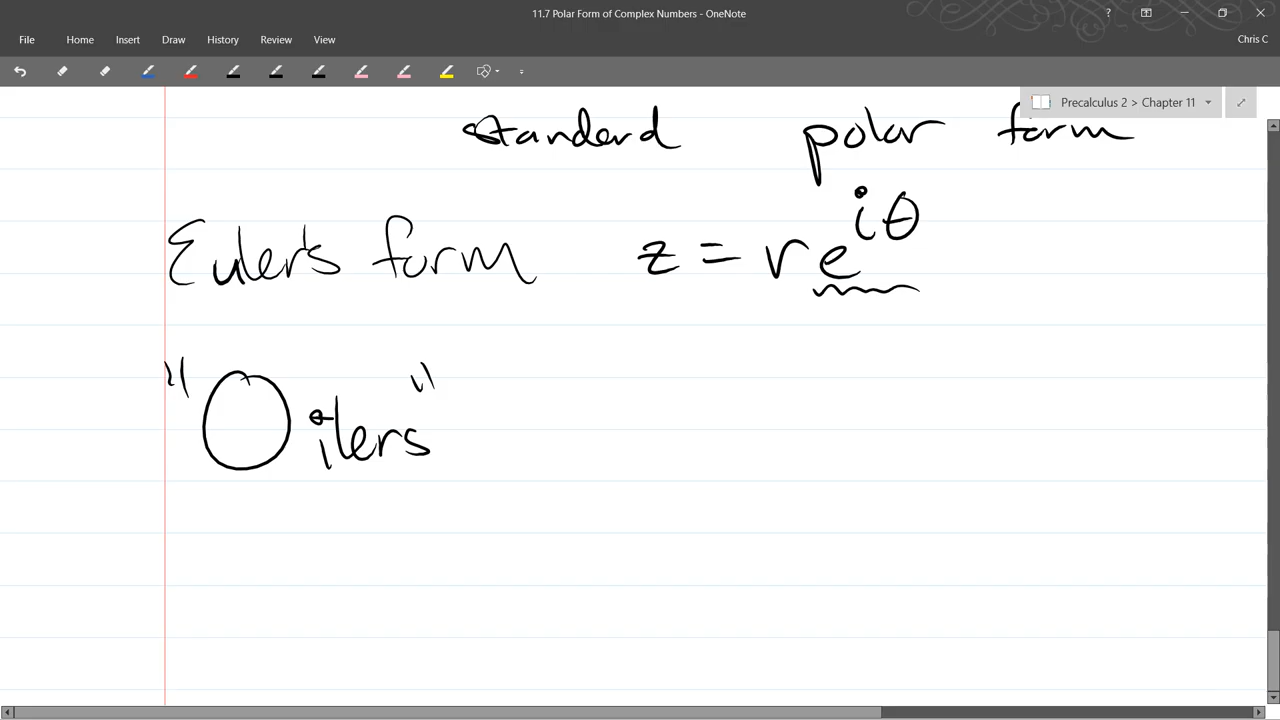 11.7 Polar Form of Complex Numbers - OneNote
File Home Insert Draw History Review View
Chris C
Precalculus 2 > Chapter 11
standard polar form
Euler's form z = re^{iθ}
"Oilers"